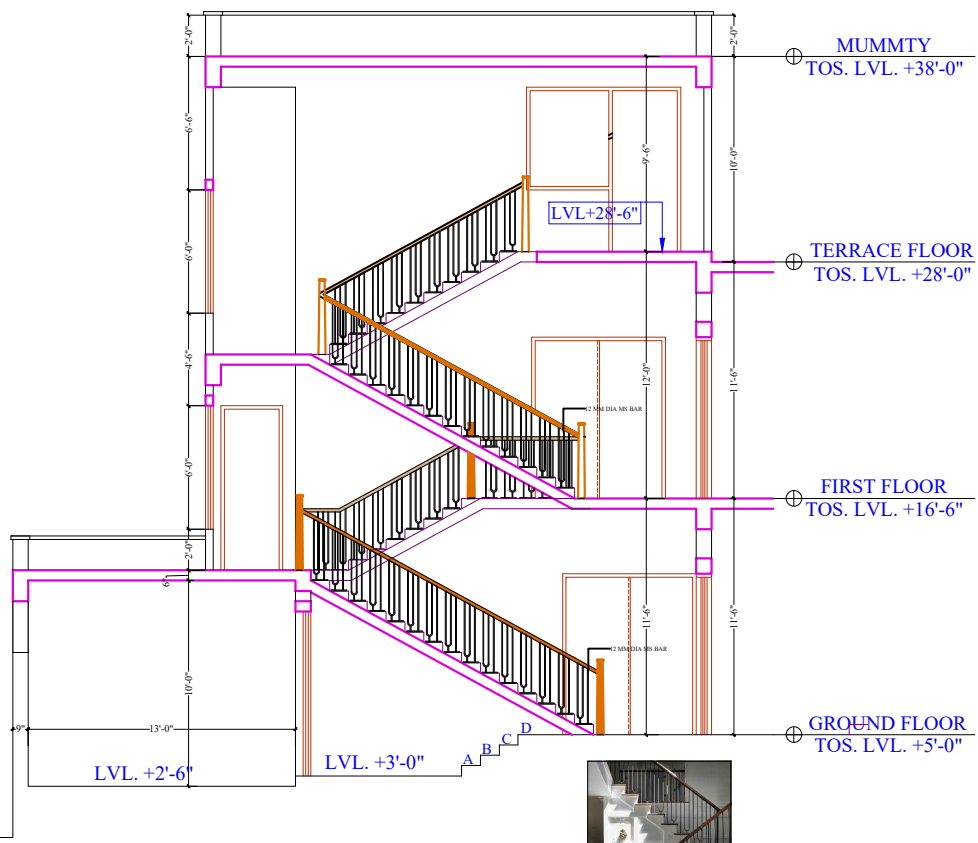 2'-0"
2'-0"
MUMMTY
TOS. LVL. +38'-0"
6'-6"
9'-6"
10'-0"
LVL+28'-6"
TERRACE FLOOR
TOS. LVL. +28'-0"
6'-0"
4'-6"
12'-0"
11'-6"
12 MM DIA MS BAR
6'-0"
FIRST FLOOR
TOS. LVL. +16'-6"
2'-0"
6"
11'-6"
11'-6"
12 MM DIA MS BAR
10'-0"
9"
13'-0"
D
C
B
A
GROUND FLOOR
TOS. LVL. +5'-0"
LVL. +2'-6"
LVL. +3'-0"